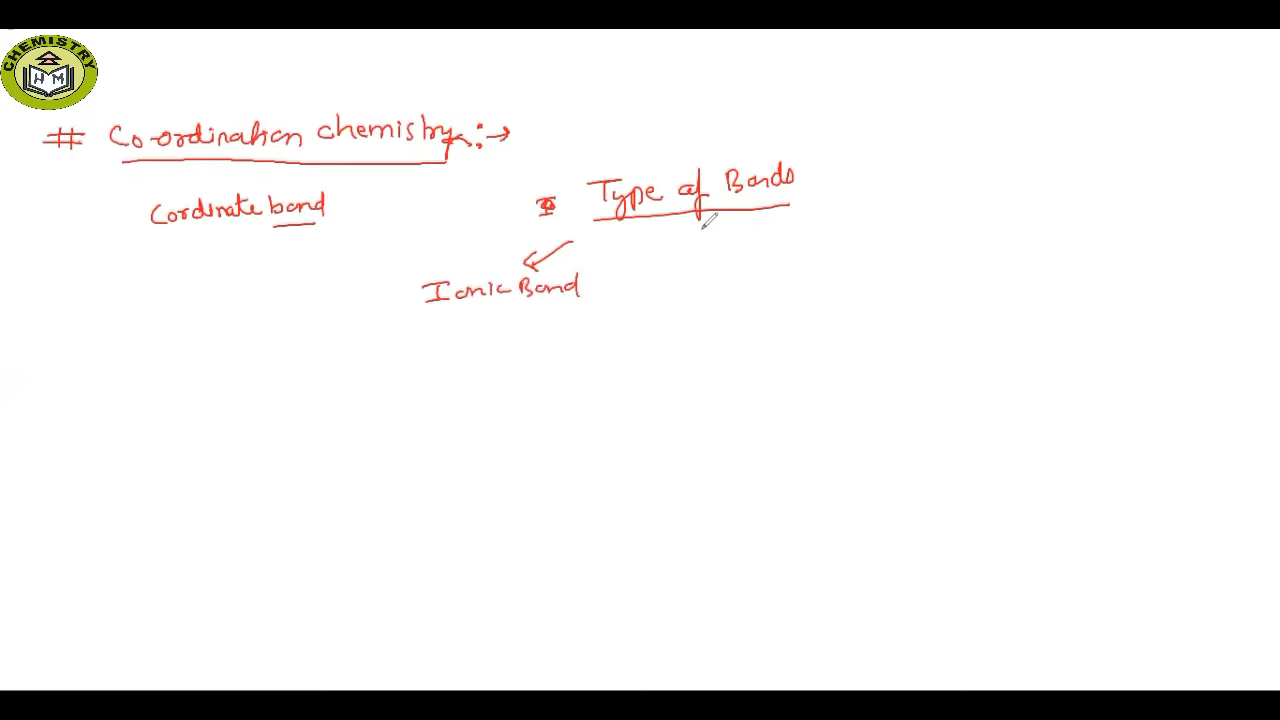 CHEMISTRY
H M
# Co-ordination chemistry :→
Cordinate bond
Type of Bonds
Ionic Bond